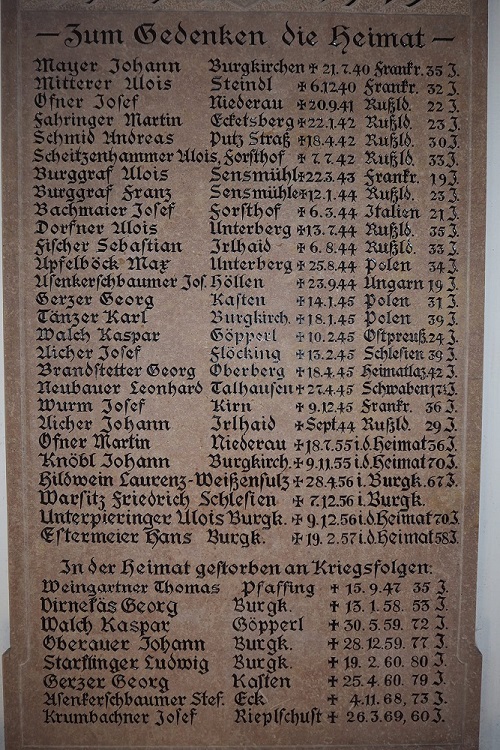 — Zum Gedenken die Heimat —
Mayer Johann Burgkirchen ✠ 21.7.40 Frankr. 35 J.
Mitterer Alois Steindl ✠ 6.12.40 Frankr. 32 J.
Ofner Josef Niederau ✠ 20.9.41 Rußld. 22 J.
Fahringer Martin Ecketsberg ✠ 22.1.42 Rußld. 23 J.
Schmid Andreas Putz Straß ✠ 18.4.42 Rußld. 30 J.
Scheitzenhammer Alois, Forsthof ✠ 7.7.42 Rußld. 33 J.
Burggraf Alois Sensmühl ✠ 22.3.43 Frankr. 19 J.
Burggraf Franz Sensmühle ✠ 12.1.44 Rußld. 23 J.
Bachmaier Josef Forsthof ✠ 6.3.44 Italien 21 J.
Dorfner Alois Unterberg ✠ 13.7.44 Rußld. 35 J.
Fischer Sebastian Irlhaid ✠ 6.8.44 Rußld. 33 J.
Apfelböck Max Unterberg ✠ 25.8.44 Polen 34 J.
Asenkerschbaumer Jos. Höllen ✠ 23.9.44 Ungarn 19 J.
Gerzer Georg Kasten ✠ 14.1.45 Polen 31 J.
Tänzer Karl Burgkirch. ✠ 18.1.45 Polen 39 J.
Walch Kaspar Göpperl ✠ 10.2.45 Ostpreuß. 24 J.
Aicher Josef Flöcking ✠ 13.2.45 Schlesien 39 J.
Brandstetter Georg Oberberg ✠ 18.4.45 Heimatlaz. 42 J.
Neubauer Leonhard Talhausen ✠ 27.4.45 Schwaben 17½ J.
Wurm Josef Kirn ✠ 9.12.45 Frankr. 36 J.
Aicher Johann Irlhaid ✠ Sept.44 Rußld. 29 J.
Ofner Martin Niederau ✠ 18.7.55 i.d. Heimat 36 J.
Knöbl Johann Burgkirch. ✠ 9.11.55 i.d. Heimat 70 J.
Hildwein Laurenz-Weißensulz ✠ 28.4.56 i. Burgk. 67 J.
Warsitz Friedrich Schlesien ✠ 7.12.56 i. Burgk.
Unterpieringer Alois Burgk. ✠ 9.12.56 i.d. Heimat 70 J.
Estermeier Hans Burgk. ✠ 19.2.57 i.d. Heimat 58 J.
In der Heimat gestorben an Kriegsfolgen:
Weingartner Thomas Pfaffing ✠ 15.9.47 35 J.
Virnekäs Georg Burgk. ✠ 13.1.58. 53 J.
Walch Kaspar Göpperl ✠ 30.5.59. 72 J.
Oberauer Johann Burgk. ✠ 28.12.59. 77 J.
Starflinger Ludwig Burgk. ✠ 19.2.60. 80 J.
Gerzer Georg Kasten ✠ 25.4.60. 79 J.
Asenkerschbaumer Stef. Eck ✠ 4.11.68, 73 J.
Krumbachner Josef Rieplschust ✠ 26.3.69, 60 J.